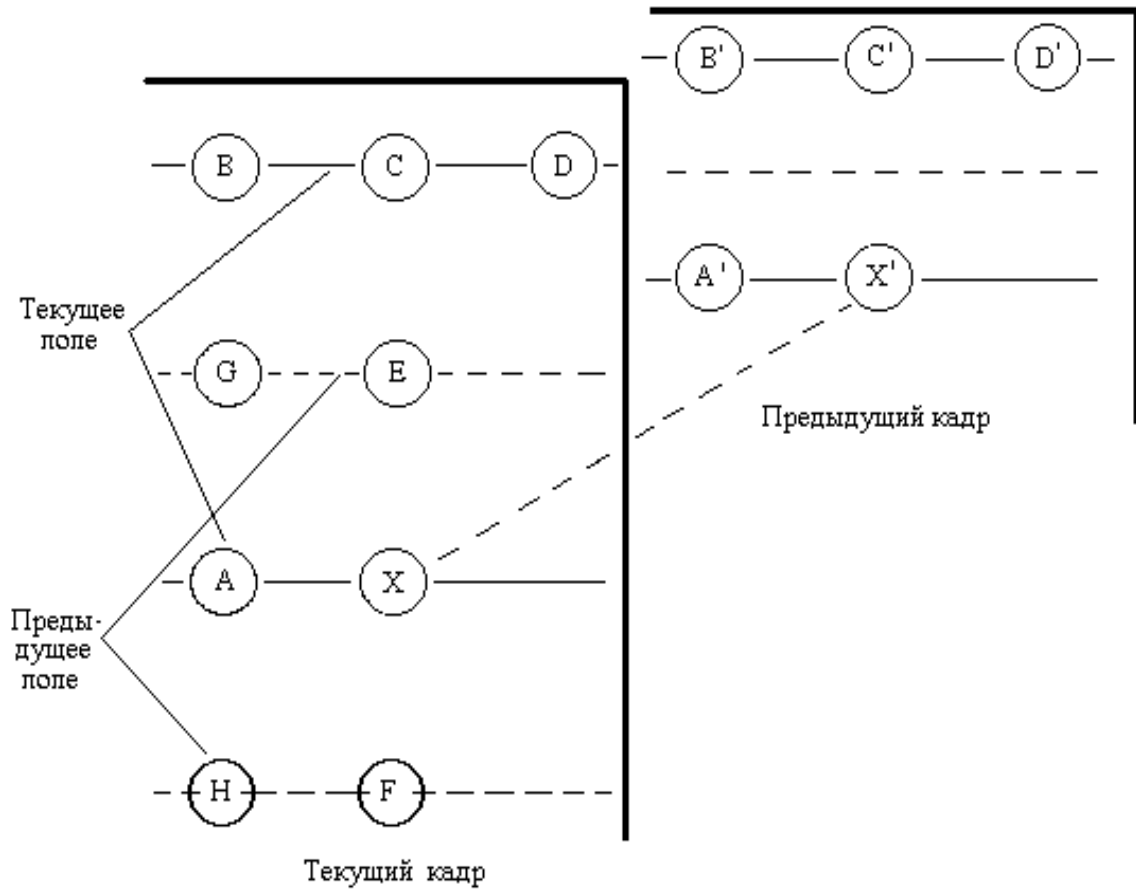 B' C' D'
B C D
A' X'
Текущее
поле
G E
Предыдущий кадр
A X
Преды-
дущее
поле
H F
Текущий кадр